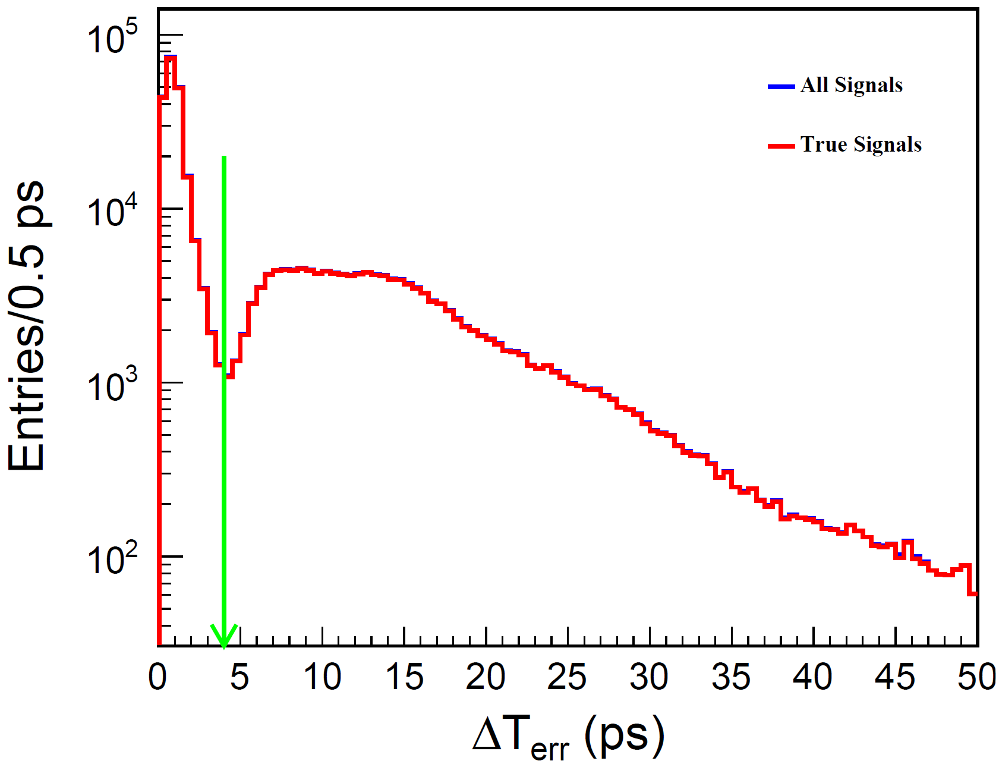 10^5
All Signals
True Signals
10^4
Entries/0.5 ps
10^3
10^2
0 5 10 15 20 25 30 35 40 45 50
ΔT_err (ps)